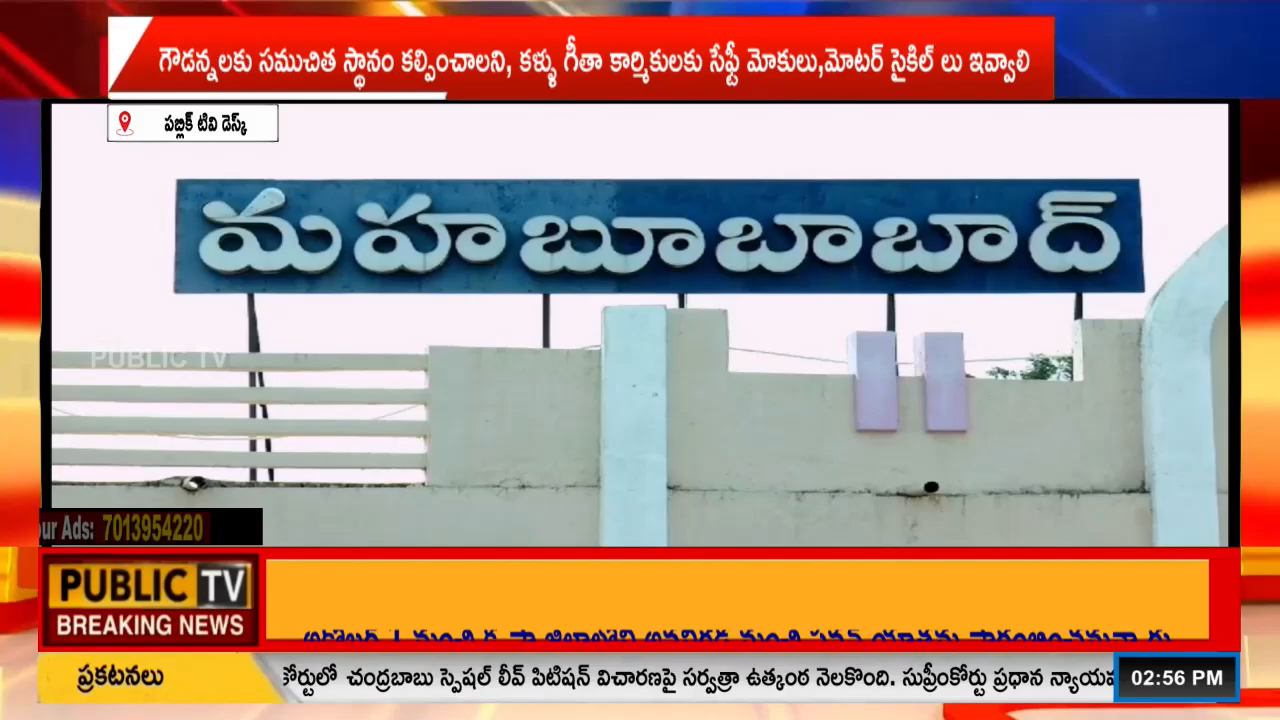 గౌడన్నలకు సముచిత స్థానం కల్పించాలని, కళ్ళు గీతా కార్మికులకు సేఫ్టీ మోకులు,మోటర్ సైకిల్ లు ఇవ్వాలి
పబ్లిక్ టివి డెస్క్
మహబూబాబాద్
PUBLIC TV
our Ads: 7013954220
PUBLIC TV
BREAKING NEWS
ప్రకటనలు
కోర్టులో చంద్రబాబు స్పెషల్ లీవ్ పిటిషన్ విచారణపై సర్వత్రా ఉత్కంఠ నెలకొంది. సుప్రీంకోర్టు ప్రధాన
02:56 PM